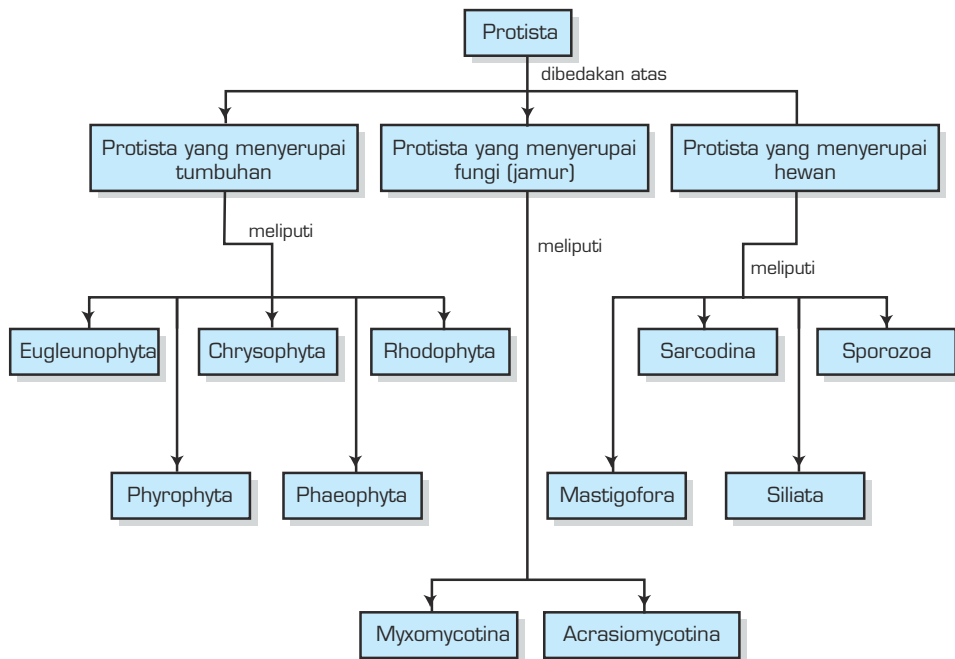 Protista
dibedakan atas
Protista yang menyerupai
tumbuhan
Protista yang menyerupai
fungi (jamur)
Protista yang menyerupai
hewan
meliputi
meliputi
meliputi
Eugleunophyta
Chrysophyta
Rhodophyta
Sarcodina
Sporozoa
Phyrophyta
Phaeophyta
Mastigofora
Siliata
Myxomycotina
Acrasiomycotina